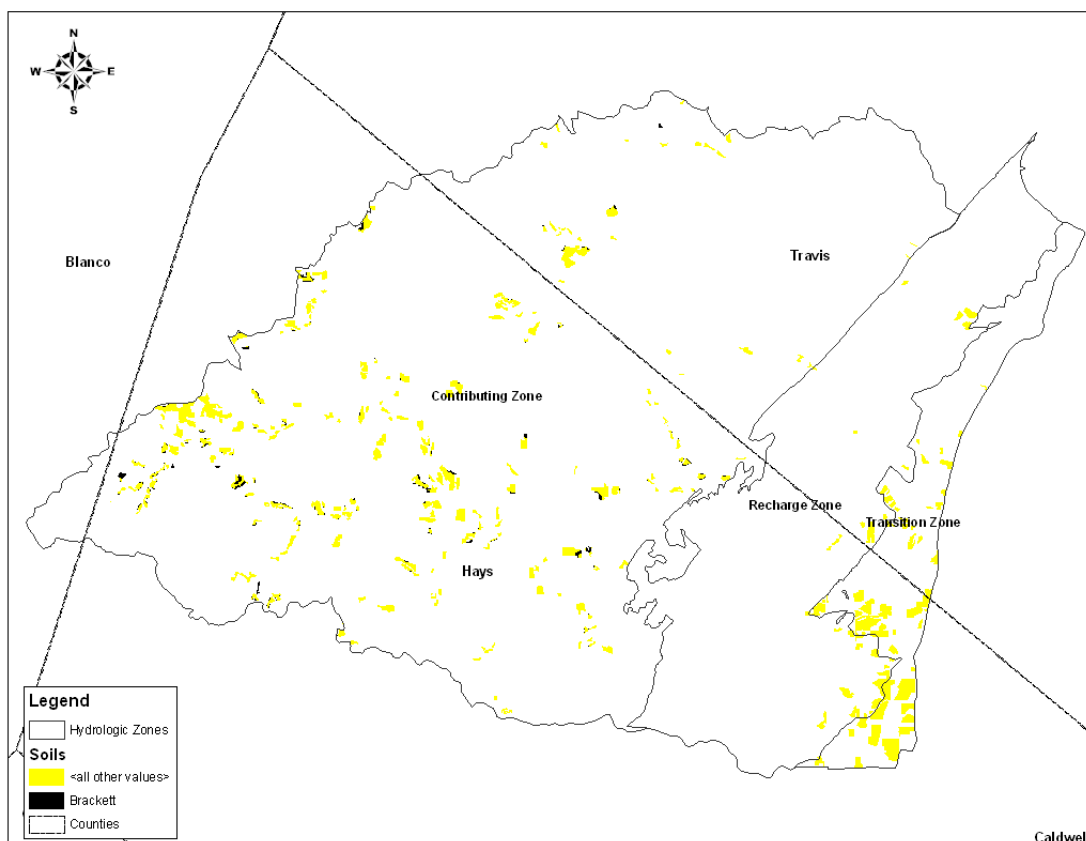 N
W E
S
Blanco
Travis
Contributing Zone
Recharge Zone
Transition Zone
Hays
Legend
Hydrologic Zones
Soils
<all other values>
Brackett
Counties
Caldwel